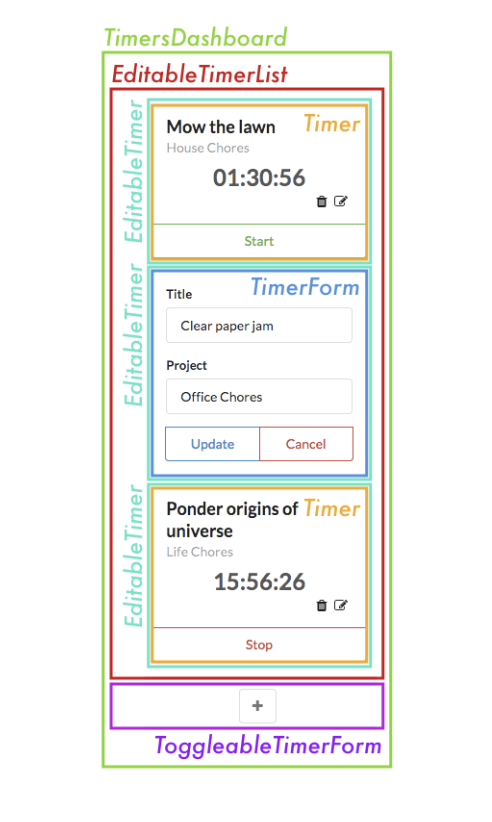 TimersDashboard
EditableTimerList
EditableTimer
Mow the lawn Timer
House Chores
01:30:56
Start
EditableTimer
TimerForm
Title
Clear paper jam
Project
Office Chores
Update Cancel
EditableTimer
Ponder origins of Timer
universe
Life Chores
15:56:26
Stop
+
ToggleableTimerForm